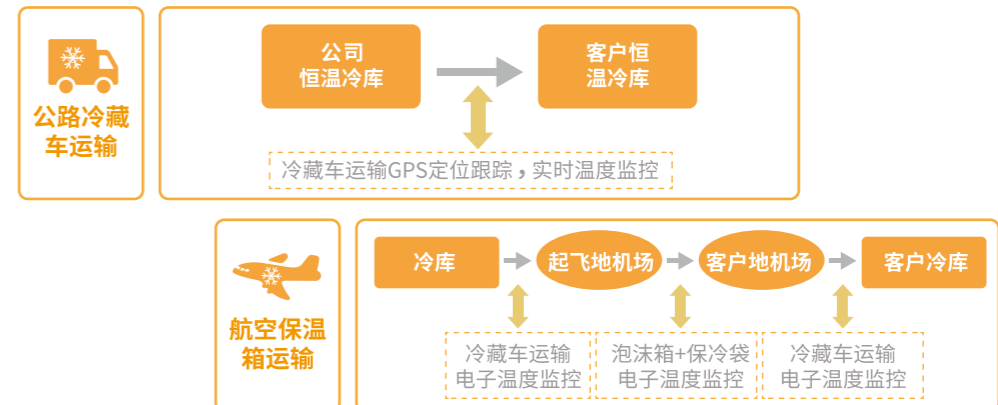 公路冷藏
车运输
公司
恒温冷库
客户恒
温冷库
冷藏车运输GPS定位跟踪，实时温度监控
航空保温
箱运输
冷库
起飞地机场
客户地机场
客户冷库
冷藏车运输
电子温度监控
泡沫箱+保冷袋
电子温度监控
冷藏车运输
电子温度监控